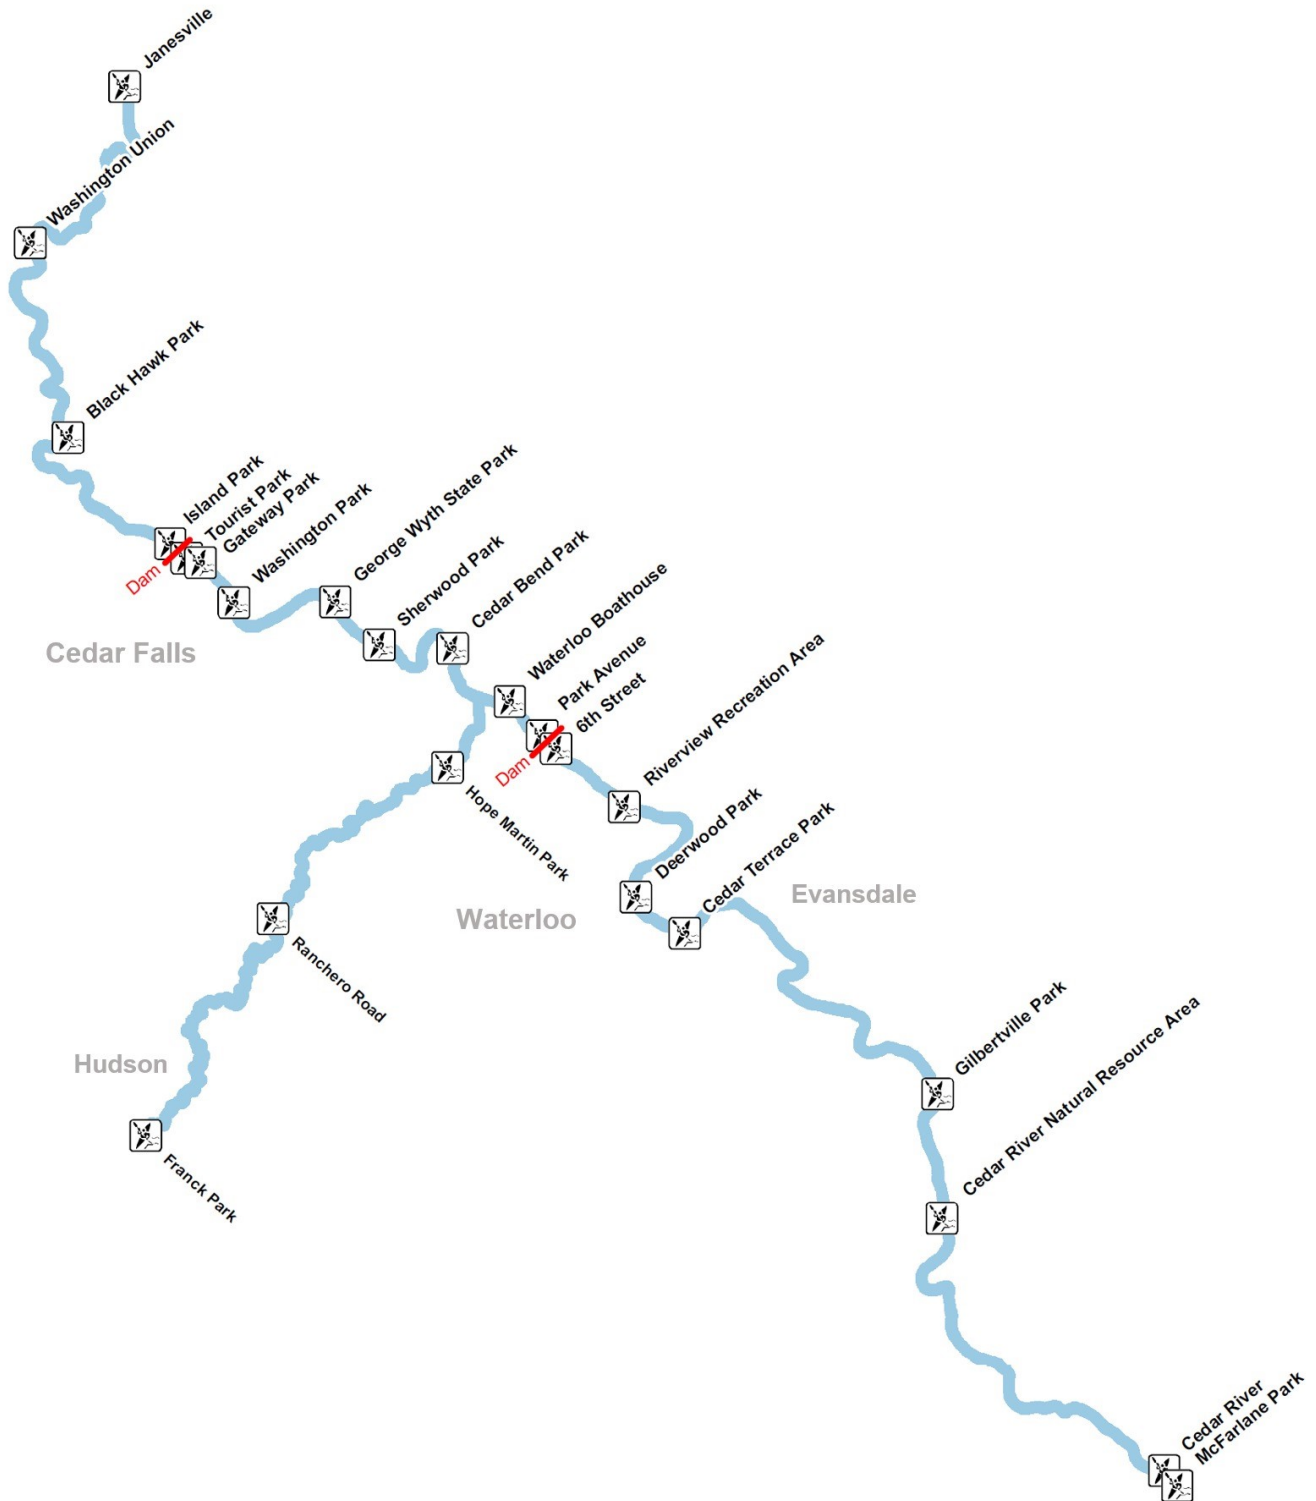 Janesville
Washington Union
Black Hawk Park
Island Park
Tourist Park
Gateway Park
Dam
Washington Park
George Wyth State Park
Sherwood Park
Cedar Bend Park
Cedar Falls
Waterloo Boathouse
Park Avenue
6th Street
Dam
Riverview Recreation Area
Hope Martin Park
Deerwood Park
Cedar Terrace Park
Evansdale
Waterloo
Ranchero Road
Hudson
Franck Park
Gilbertville Park
Cedar River Natural Resource Area
Cedar River
McFarlane Park